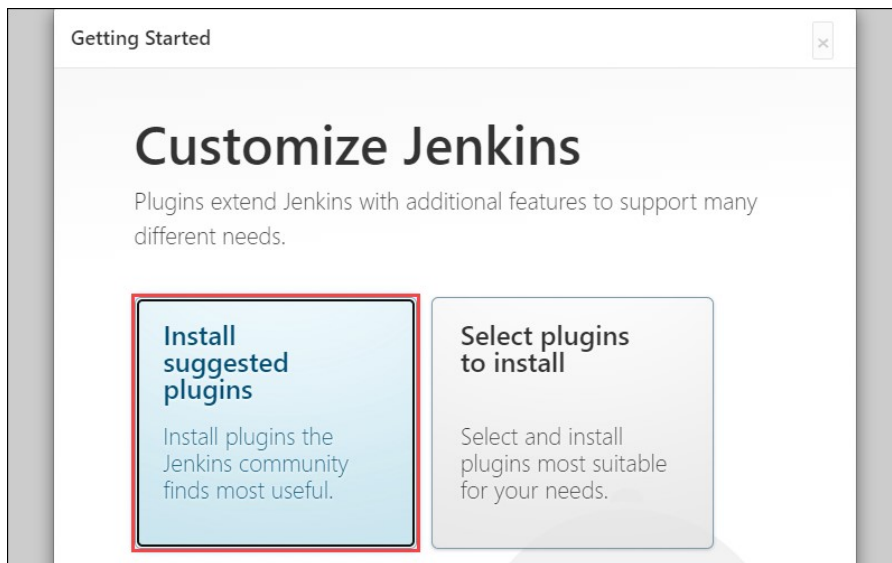 Getting Started
×
Customize Jenkins
Plugins extend Jenkins with additional features to support many
different needs.
Install
suggested
plugins
Install plugins the
Jenkins community
finds most useful.
Select plugins
to install
Select and install
plugins most suitable
for your needs.